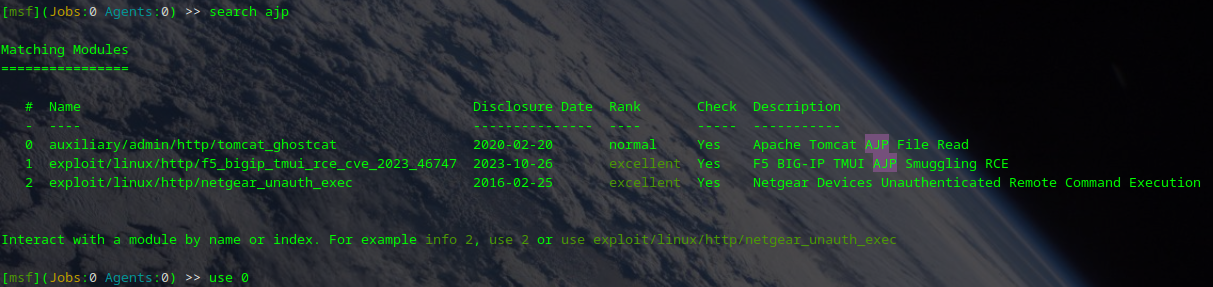 [msf](Jobs:0 Agents:0) >> search ajp
Matching Modules
================
#  Name                                             Disclosure Date  Rank       Check  Description
-  ----                                             ---------------  ----       -----  -----------
0  auxiliary/admin/http/tomcat_ghostcat             2020-02-20       normal     Yes    Apache Tomcat AJP File Read
1  exploit/linux/http/f5_bigip_tmui_rce_cve_2023_46747  2023-10-26       excellent  Yes    F5 BIG-IP TMUI AJP Smuggling RCE
2  exploit/linux/http/netgear_unauth_exec           2016-02-25       excellent  Yes    Netgear Devices Unauthenticated Remote Command Execution
Interact with a module by name or index. For example info 2, use 2 or use exploit/linux/http/netgear_unauth_exec
[msf](Jobs:0 Agents:0) >> use 0